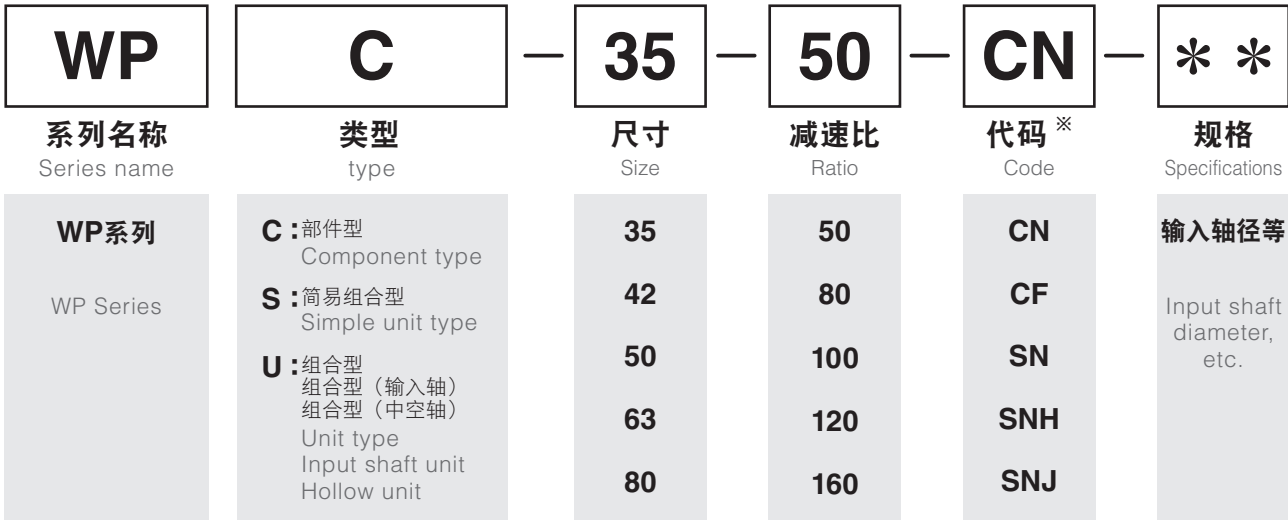 WP C – 35 – 50 – CN – ＊＊
系列名称 类型 尺寸 减速比 代码※ 规格
Series name type Size Ratio Code Specifications
WP系列
WP Series
C：部件型
Component type
S：简易组合型
Simple unit type
U：组合型
组合型（输入轴）
组合型（中空轴）
Unit type
Input shaft unit
Hollow unit
35
42
50
63
80
50
80
100
120
160
CN
CF
SN
SNH
SNJ
输入轴径等
Input shaft
diameter,
etc.